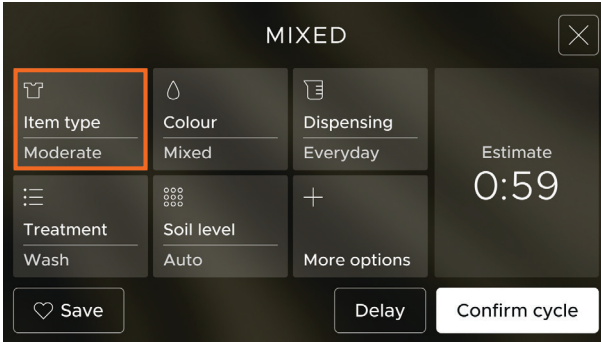 MIXED
Item type
Moderate
Colour
Mixed
Dispensing
Everyday
Estimate
0:59
Treatment
Wash
Soil level
Auto
More options
Save
Delay
Confirm cycle